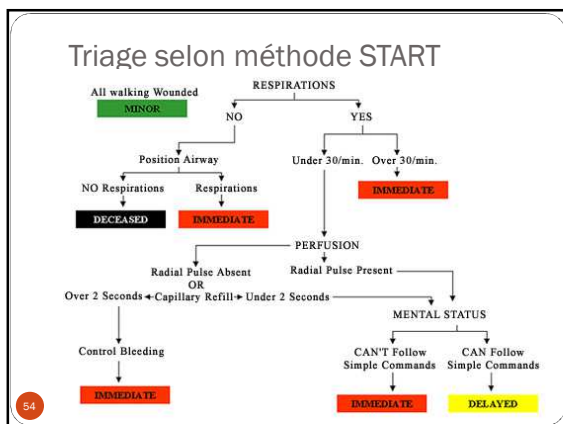 Triage selon méthode START
RESPIRATIONS
All walking Wounded
MINOR
NO
YES
Position Airway
Under 30/min.
Over 30/min.
NO Respirations
Respirations
IMMEDIATE
DECEASED
IMMEDIATE
PERFUSION
Radial Pulse Absent
Radial Pulse Present
OR
Over 2 Seconds
Capillary Refill
Under 2 Seconds
MENTAL STATUS
Control Bleeding
CAN'T Follow
Simple Commands
CAN Follow
Simple Commands
IMMEDIATE
IMMEDIATE
DELAYED
54